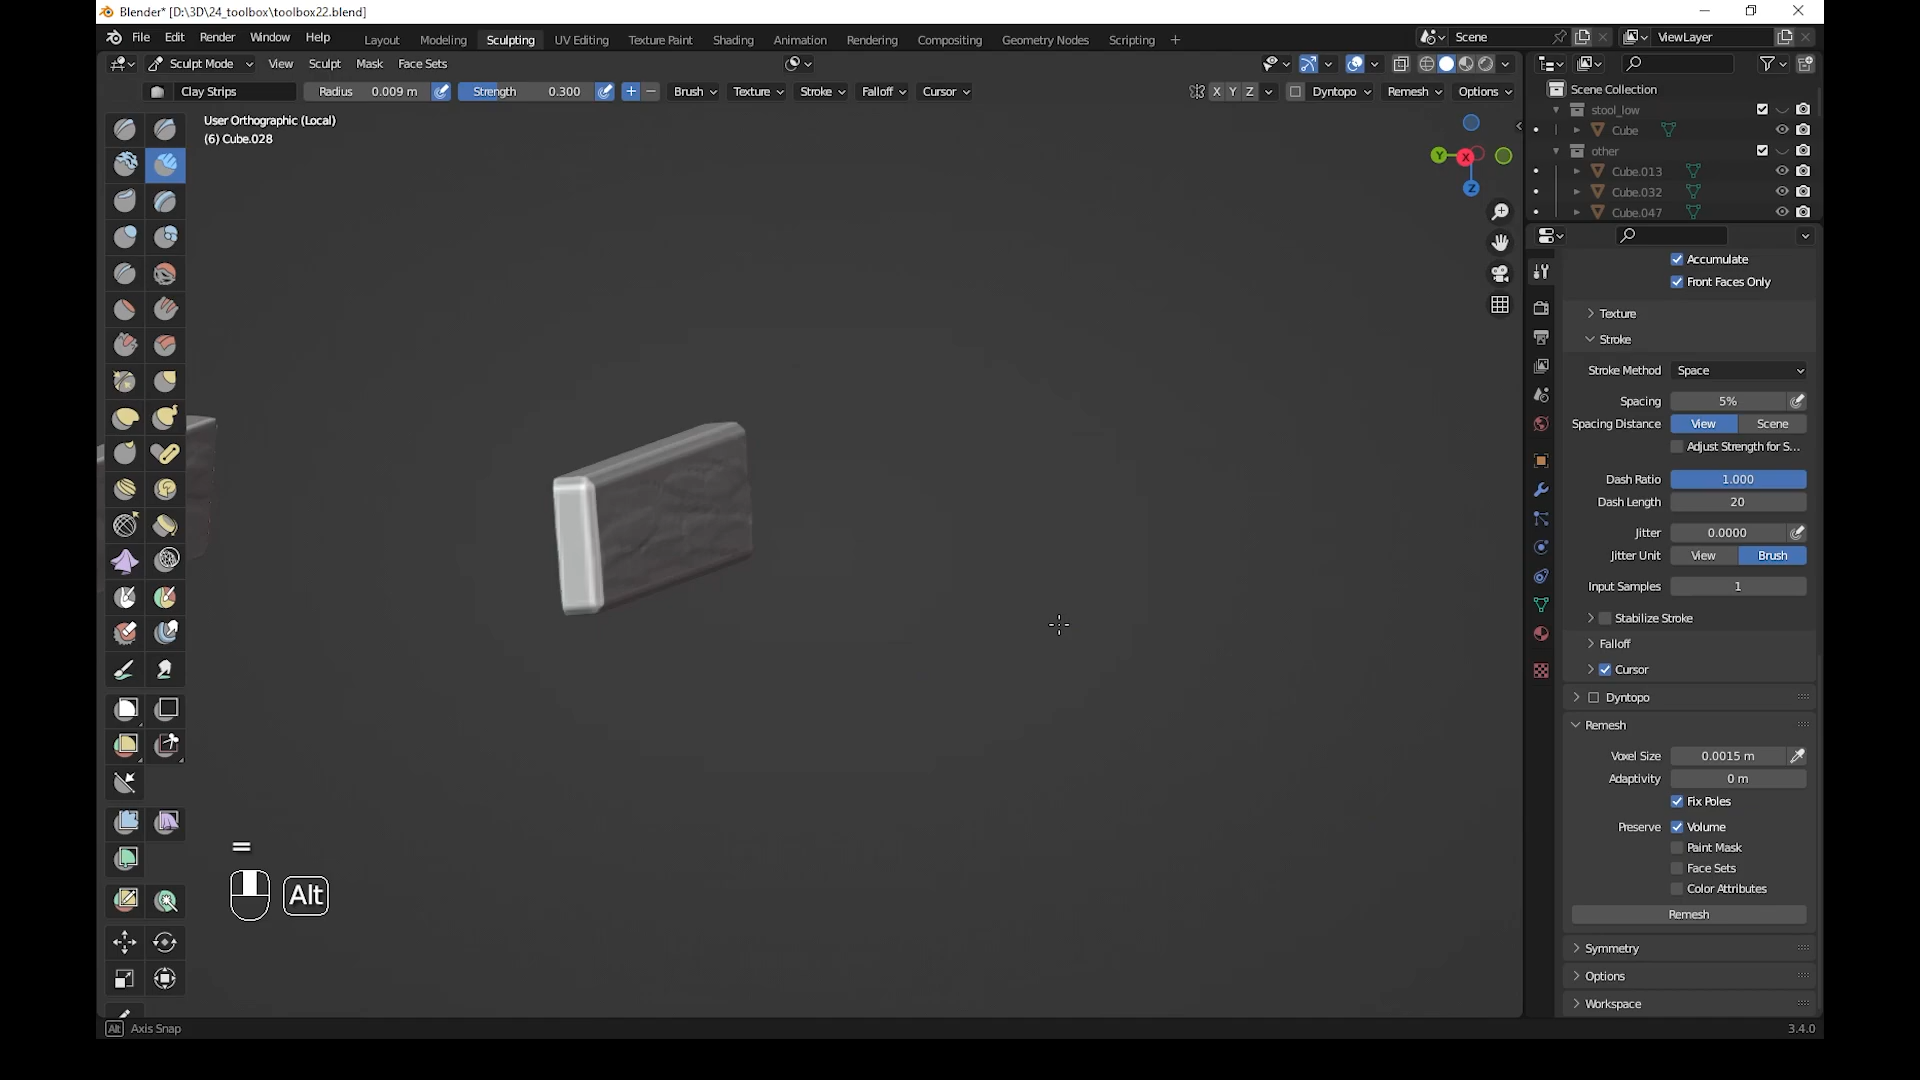 Blender* [D:\3D\24_toolbox\toolbox22.blend]
File Edit Render Window Help Layout Modeling Sculpting UV Editing Texture Paint Shading Animation Rendering Compositing Geometry Nodes Scripting + Scene ViewLayer
Sculpt Mode View Sculpt Mask Face Sets
Clay Strips Radius 0.009 m Strength 0.300 + − Brush Texture Stroke Falloff Cursor X Y Z Dyntopo Remesh Options
User Orthographic (Local)
(6) Cube.028
Y X Z
Scene Collection
stool_low
Cube
other
Cube.013
Cube.032
Cube.047
Accumulate
Front Faces Only
Texture
Stroke
Stroke Method Space
Spacing 5%
Spacing Distance View Scene
Adjust Strength for S...
Dash Ratio 1.000
Dash Length 20
Jitter 0.0000
Jitter Unit View Brush
Input Samples 1
Stabilize Stroke
Falloff
Cursor
Dyntopo
Remesh
Voxel Size 0.0015 m
Adaptivity 0 m
Fix Poles
Preserve Volume
Paint Mask
Face Sets
Color Attributes
Remesh
Symmetry
Options
Workspace
=
Alt
Alt Axis Snap
3.4.0